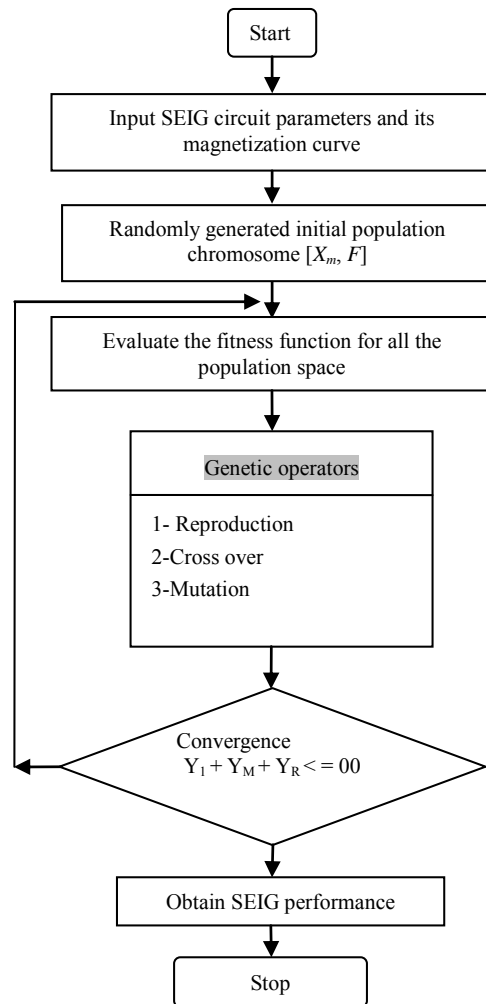 Start
Input SEIG circuit parameters and its
magnetization curve
Randomly generated initial population
chromosome [Xm, F]
Evaluate the fitness function for all the
population space
Genetic operators
1- Reproduction
2-Cross over
3-Mutation
Convergence
Y1 + YM + YR < = 00
Obtain SEIG performance
Stop